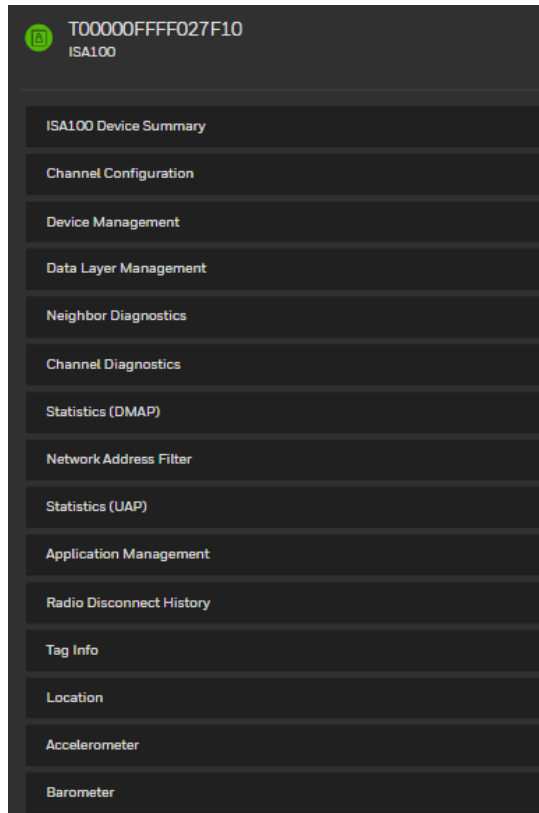 T00000FFFF027F10
ISA100
ISA100 Device Summary
Channel Configuration
Device Management
Data Layer Management
Neighbor Diagnostics
Channel Diagnostics
Statistics (DMAP)
Network Address Filter
Statistics (UAP)
Application Management
Radio Disconnect History
Tag Info
Location
Accelerometer
Barometer